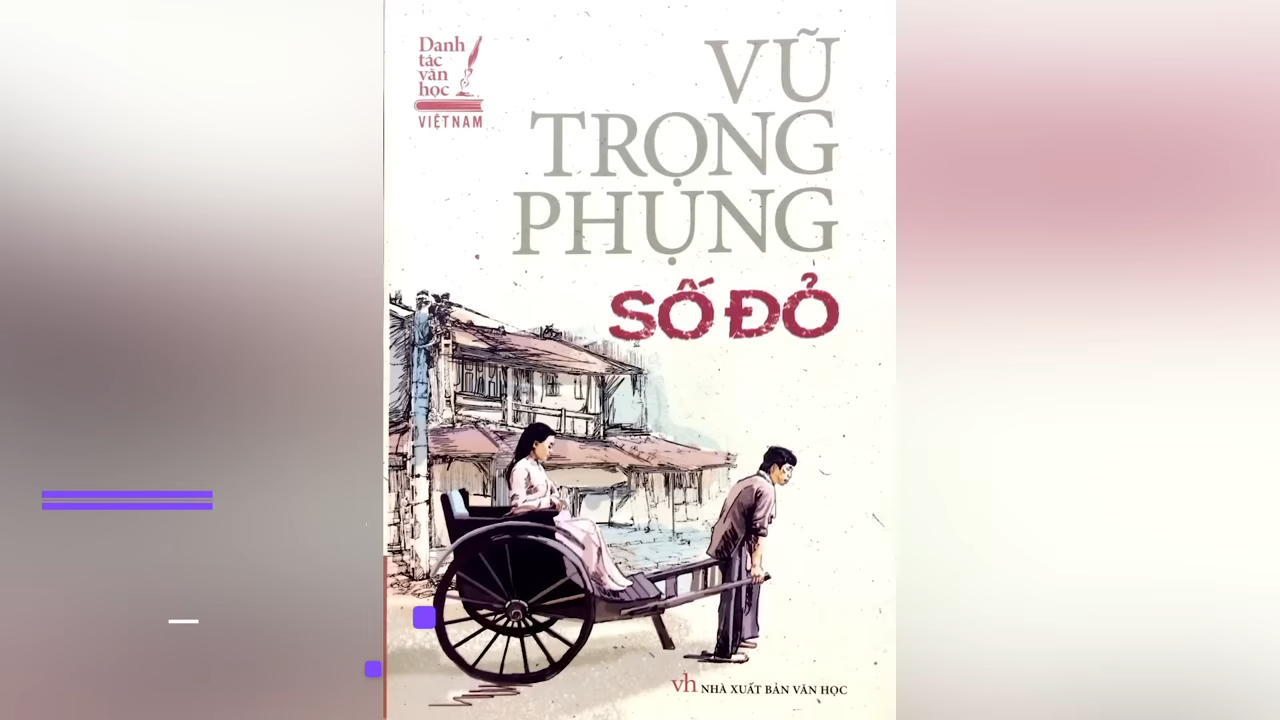 Danh
tác
văn
học
VIỆT NAM
VŨ
TRỌNG
PHỤNG
SỐ ĐỎ
vh NHÀ XUẤT BẢN VĂN HỌC